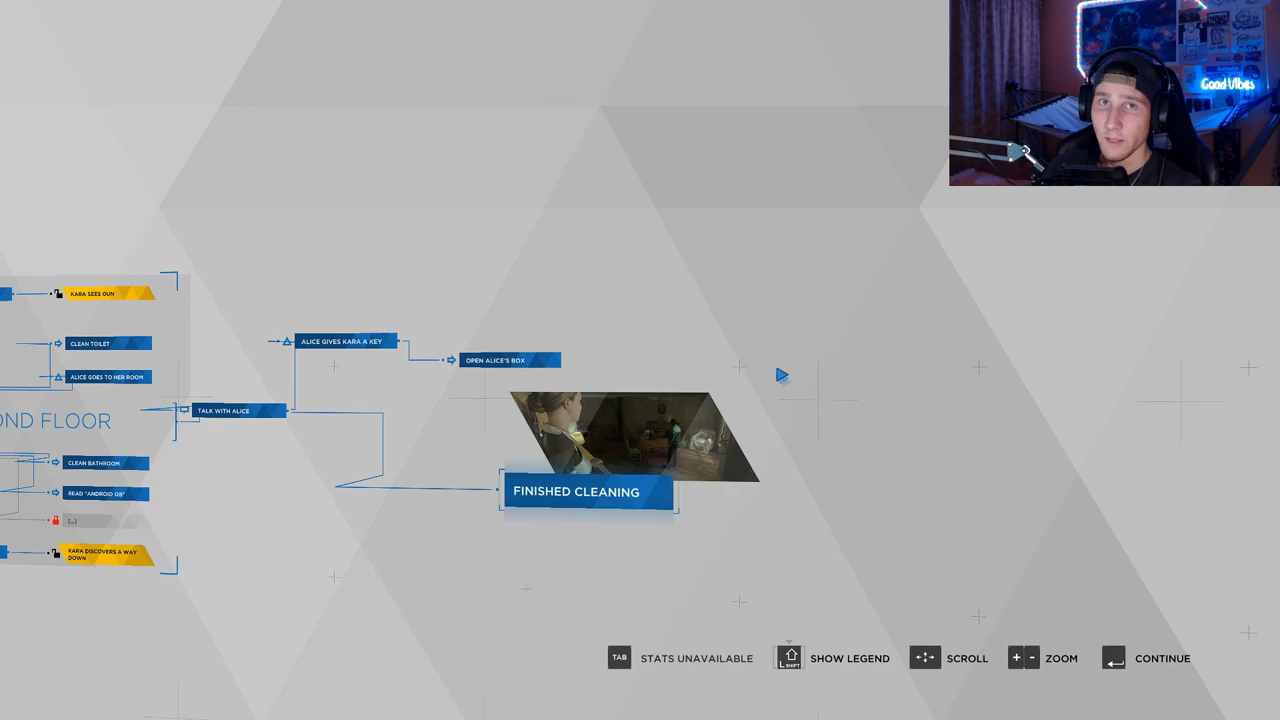 Good Vibes
KARA SEES GUN
CLEAN TOILET
ALICE GIVES KARA A KEY
OPEN ALICE'S BOX
ALICE GOES TO HER ROOM
TALK WITH ALICE
OND FLOOR
CLEAN BATHROOM
READ "ANDROID GB"
[...]
KARA DISCOVERS A WAY
DOWN
FINISHED CLEANING
TAB STATS UNAVAILABLE
L SHIFT SHOW LEGEND
SCROLL
+ - ZOOM
CONTINUE